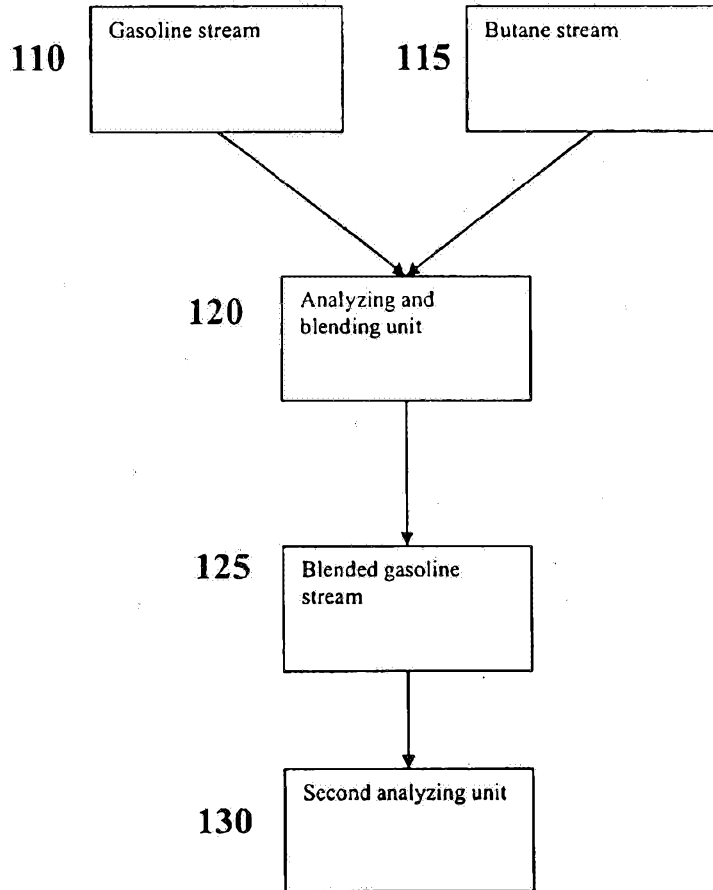 110
Gasoline stream
115
Butane stream
120
Analyzing and
blending unit
125
Blended gasoline
stream
130
Second analyzing unit